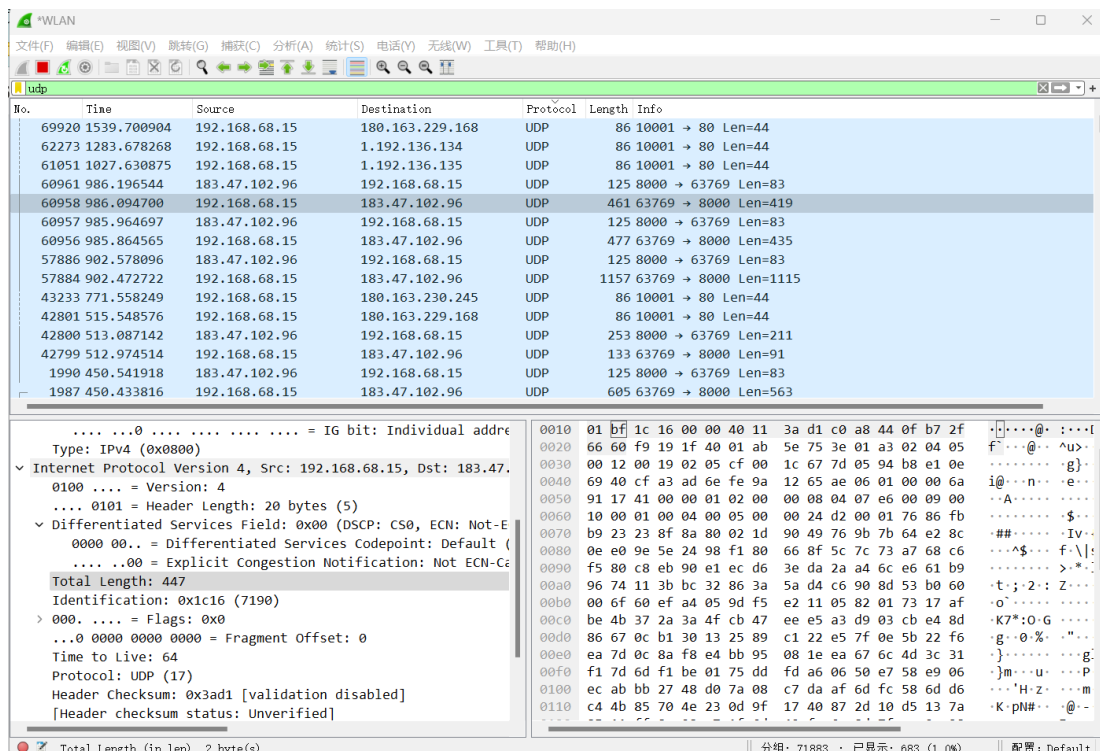 *WLAN
文件(F) 编辑(E) 视图(V) 跳转(G) 捕获(C) 分析(A) 统计(S) 电话(Y) 无线(W) 工具(T) 帮助(H)
udp
No. Time Source Destination Protocol Length Info
69920 1539.700904 192.168.68.15 180.163.229.168 UDP 86 10001 → 80 Len=44
62273 1283.678268 192.168.68.15 1.192.136.134 UDP 86 10001 → 80 Len=44
61051 1027.630875 192.168.68.15 1.192.136.135 UDP 86 10001 → 80 Len=44
60961 986.196544 183.47.102.96 192.168.68.15 UDP 125 8000 → 63769 Len=83
60958 986.094700 192.168.68.15 183.47.102.96 UDP 461 63769 → 8000 Len=419
60957 985.964697 183.47.102.96 192.168.68.15 UDP 125 8000 → 63769 Len=83
60956 985.864565 192.168.68.15 183.47.102.96 UDP 477 63769 → 8000 Len=435
57886 902.578096 183.47.102.96 192.168.68.15 UDP 125 8000 → 63769 Len=83
57884 902.472722 192.168.68.15 183.47.102.96 UDP 1157 63769 → 8000 Len=1115
43233 771.558249 192.168.68.15 180.163.230.245 UDP 86 10001 → 80 Len=44
42801 515.548576 192.168.68.15 180.163.229.168 UDP 86 10001 → 80 Len=44
42800 513.087142 183.47.102.96 192.168.68.15 UDP 253 8000 → 63769 Len=211
42799 512.974514 192.168.68.15 183.47.102.96 UDP 133 63769 → 8000 Len=91
1990 450.541918 183.47.102.96 192.168.68.15 UDP 125 8000 → 63769 Len=83
1987 450.433816 192.168.68.15 183.47.102.96 UDP 605 63769 → 8000 Len=563
.... ...0 .... .... .... .... = IG bit: Individual addre
Type: IPv4 (0x0800)
Internet Protocol Version 4, Src: 192.168.68.15, Dst: 183.47.
0100 .... = Version: 4
.... 0101 = Header Length: 20 bytes (5)
Differentiated Services Field: 0x00 (DSCP: CS0, ECN: Not-E
0000 00.. = Differentiated Services Codepoint: Default (
.... ..00 = Explicit Congestion Notification: Not ECN-Ca
Total Length: 447
Identification: 0x1c16 (7190)
000. .... = Flags: 0x0
...0 0000 0000 0000 = Fragment Offset: 0
Time to Live: 64
Protocol: UDP (17)
Header Checksum: 0x3ad1 [validation disabled]
[Header checksum status: Unverified]
0010 01 bf 1c 16 00 00 40 11 3a d1 c0 a8 44 0f b7 2f ······@· :···D
0020 66 60 f9 19 1f 40 01 ab 5e 75 3e 01 a3 02 04 05 f`···@·· ^u>·
0030 00 12 00 19 02 05 cf 00 1c 67 7d 05 94 b8 e1 0e ········ ·g}·
0040 69 40 cf a3 ad 6e fe 9a 12 65 ae 06 01 00 00 6a i@···n·· ·e··
0050 91 17 41 00 00 01 02 00 00 08 04 07 e6 00 09 00 ··A····· ····
0060 10 00 01 00 04 00 05 00 00 24 d2 00 01 76 86 fb ········ ·$··
0070 b9 23 23 8f 8a 80 02 1d 90 49 76 9b 7b 64 e2 8c ·##····· ·Iv·
0080 0e e0 9e 5e 24 98 f1 80 66 8f 5c 7c 73 a7 68 c6 ···^$··· f·\|s
0090 f5 80 c8 eb 90 e1 ec d6 3e da 2a a4 6c e6 61 b9 ········ >·*·
00a0 96 74 11 3b bc 32 86 3a 5a d4 c6 90 8d 53 b0 60 ·t·;·2·: Z···
00b0 00 6f 60 ef a4 05 9d f5 e2 11 05 82 01 73 17 af ·o`····· ····
00c0 be 4b 37 2a 3a 4f cb 47 ee e5 a3 d9 03 cb e4 8d ·K7*:O·G ····
00d0 86 67 0c b1 30 13 25 89 c1 22 e5 7f 0e 5b 22 f6 ·g··0·%· ·"··
00e0 ea 7d 0c 8a f8 e4 bb 95 08 1e ea 67 6c 4d 3c 31 ·}······ ···gl
00f0 f1 7d 6d f1 be 01 75 dd fd a6 06 50 e7 58 e9 06 ·}m···u· ···P
0100 ec ab bb 27 48 d0 7a 08 c7 da af 6d fc 58 6d d6 ···'H·z· ···m
0110 c4 4b 85 70 4e 23 0d 9f 17 40 87 2d 10 d5 13 7a ·K·pN#·· ·@·-
Total Length (ip.len), 2 byte(s)
分组: 71883 · 已显示: 683 (1.0%)
配置: Default